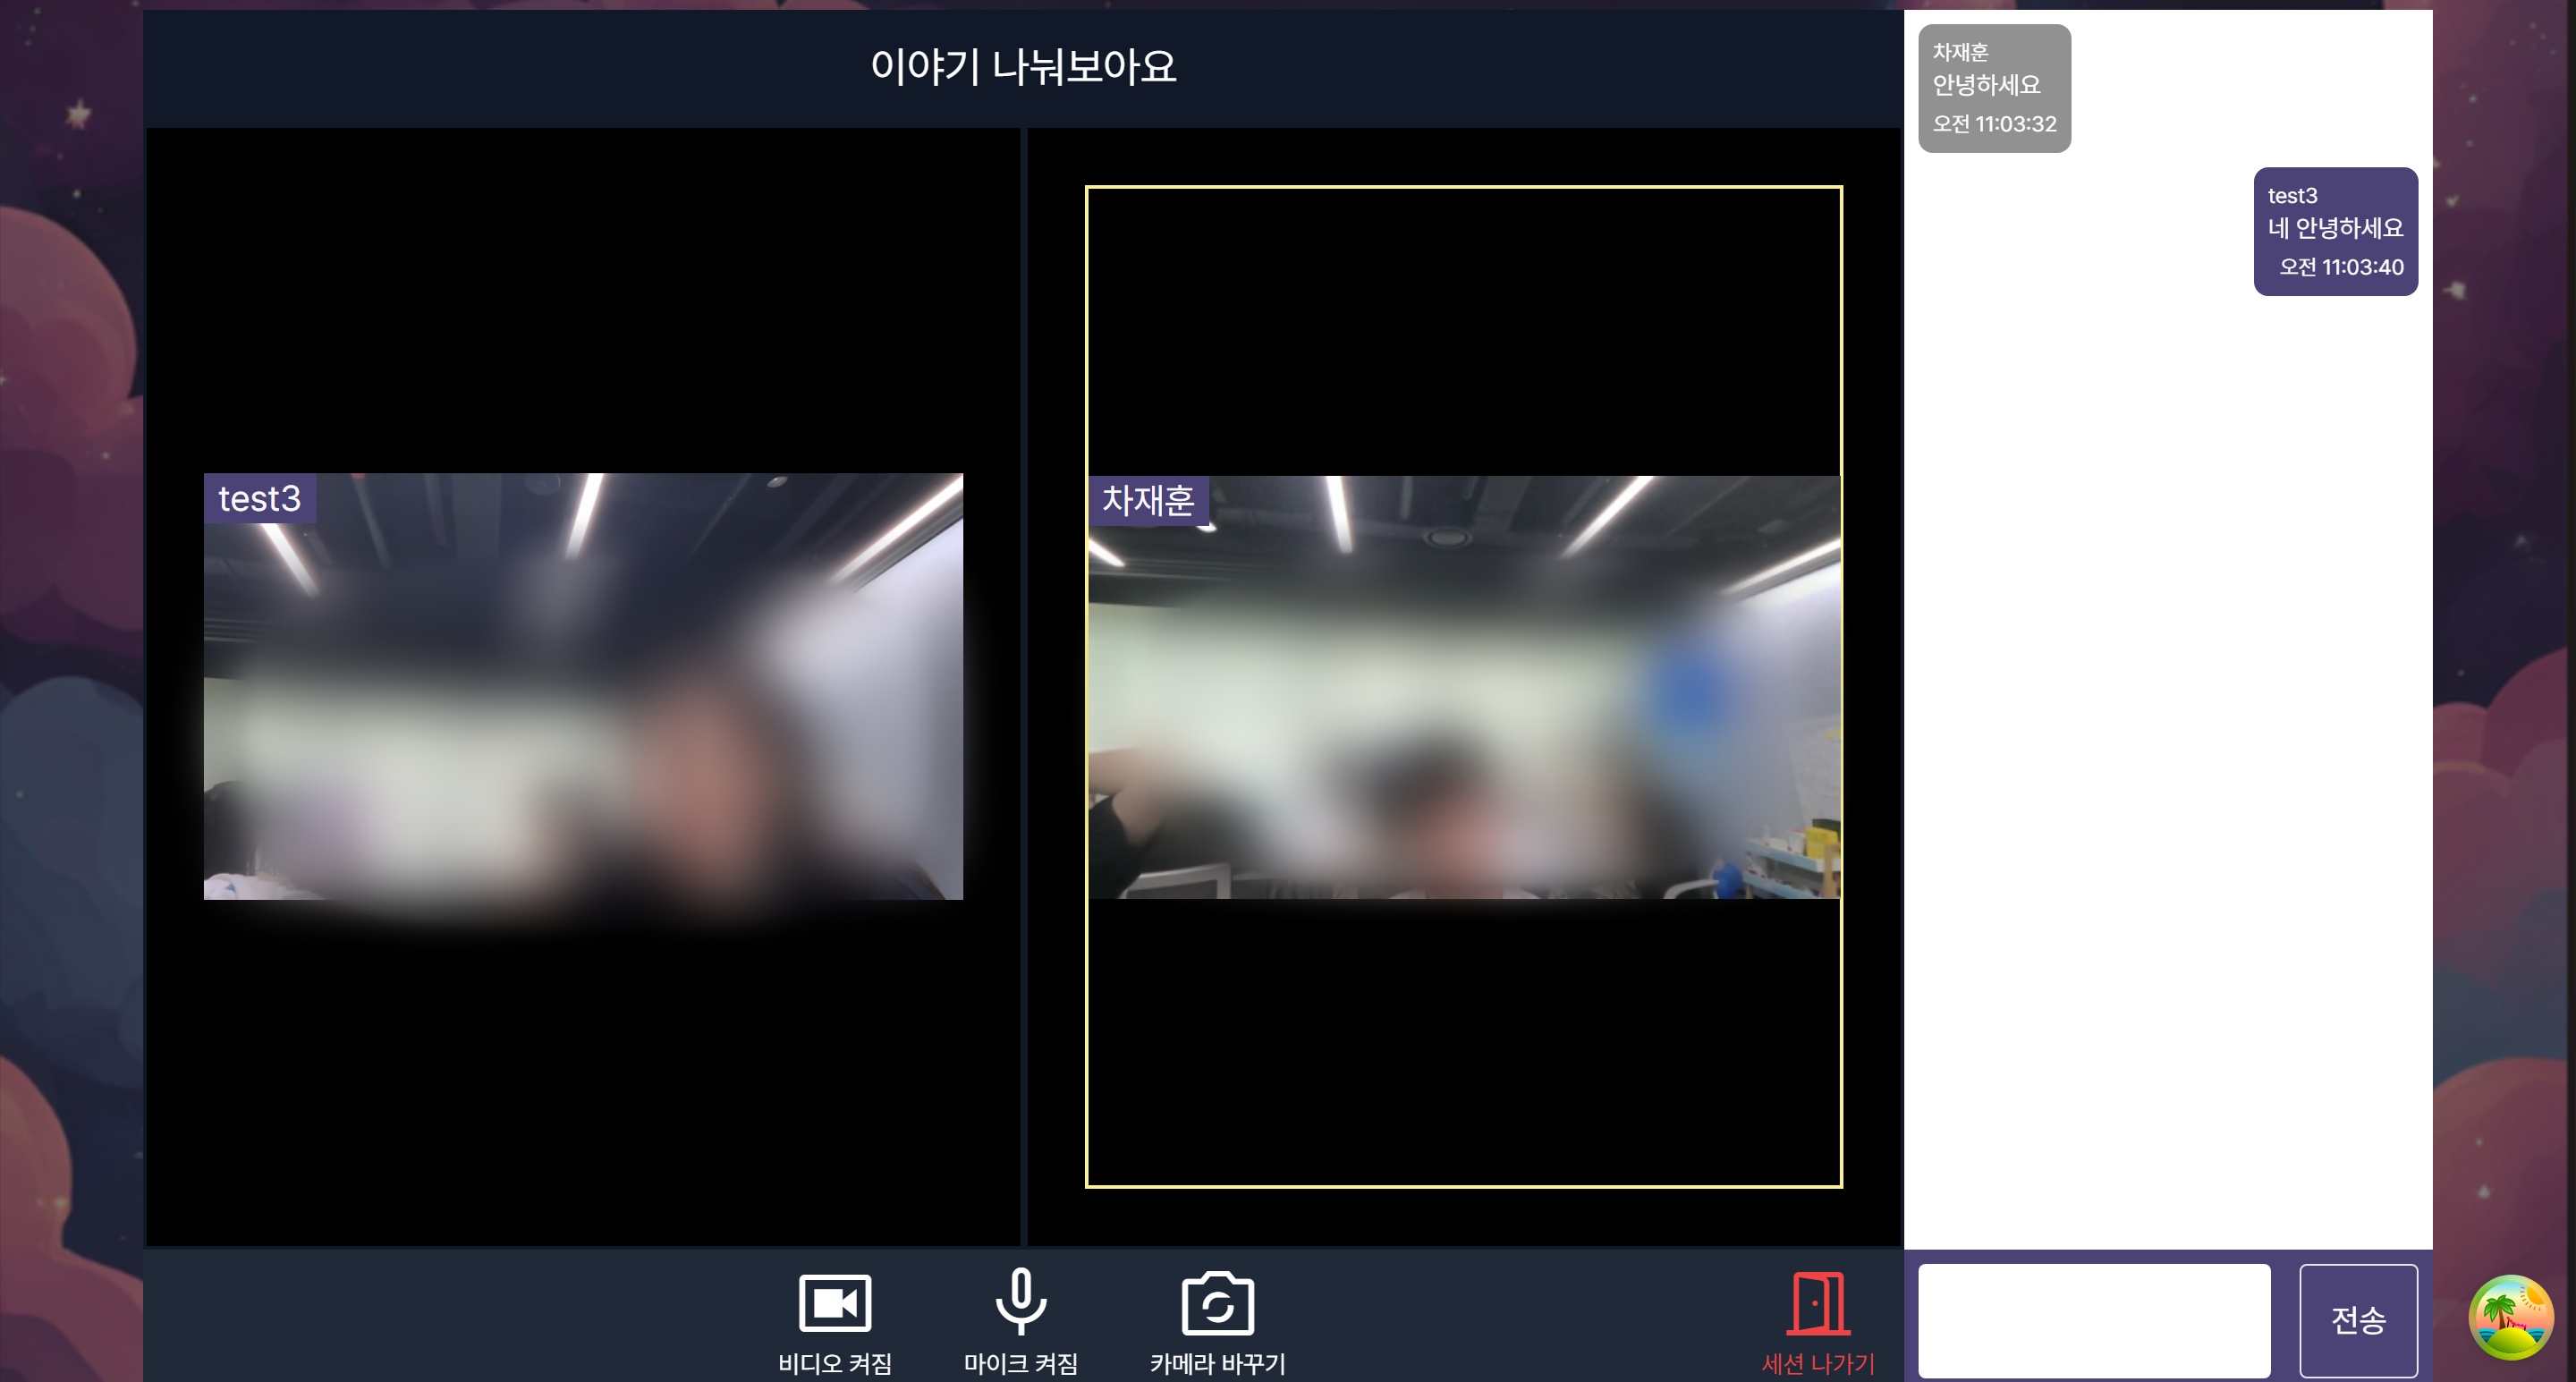 이야기 나눠보아요
test3
차재훈
비디오 켜짐
마이크 켜짐
카메라 바꾸기
세션 나가기
차재훈
안녕하세요
오전 11:03:32
test3
네 안녕하세요
오전 11:03:40
전송